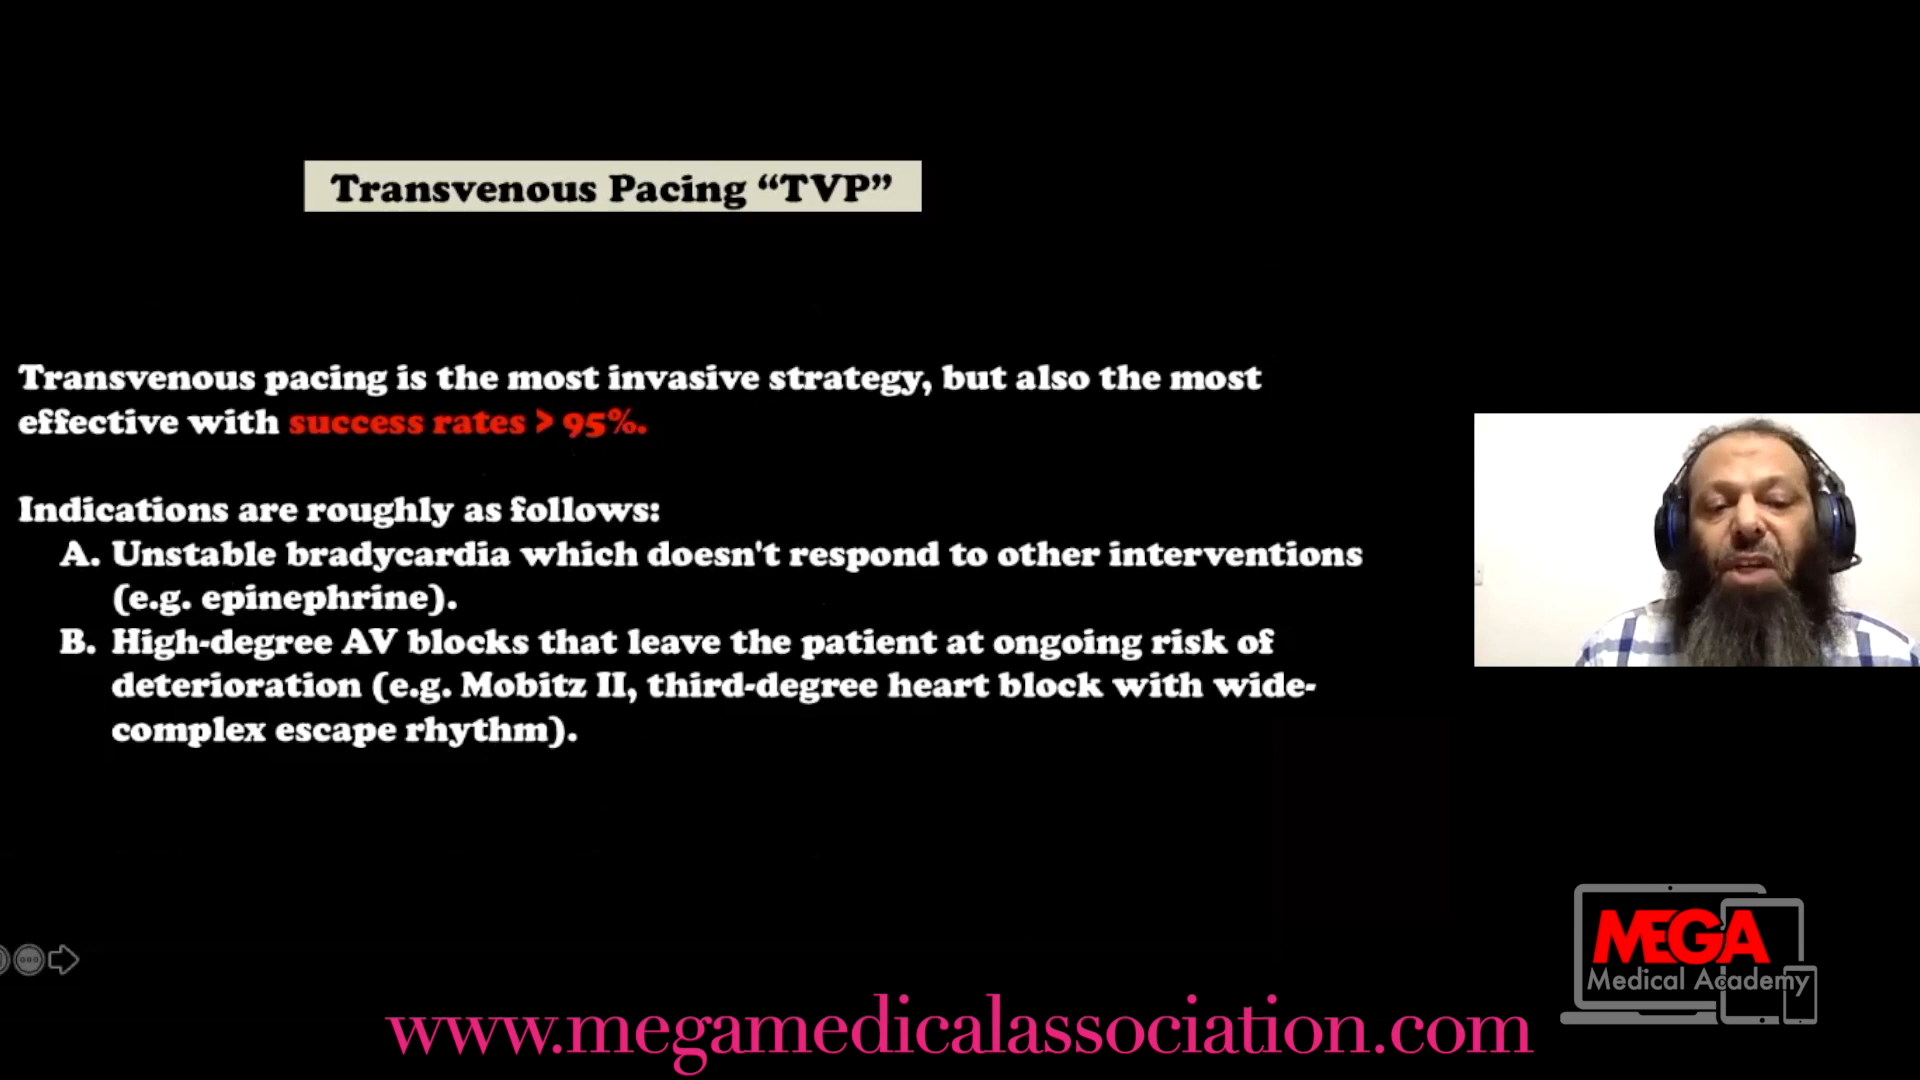 Transvenous Pacing “TVP”
Transvenous pacing is the most invasive strategy, but also the most
effective with success rates > 95%.
Indications are roughly as follows:
A. Unstable bradycardia which doesn't respond to other interventions
(e.g. epinephrine).
B. High-degree AV blocks that leave the patient at ongoing risk of
deterioration (e.g. Mobitz II, third-degree heart block with wide-
complex escape rhythm).
MEGA
Medical Academy
www.megamedicalassociation.com